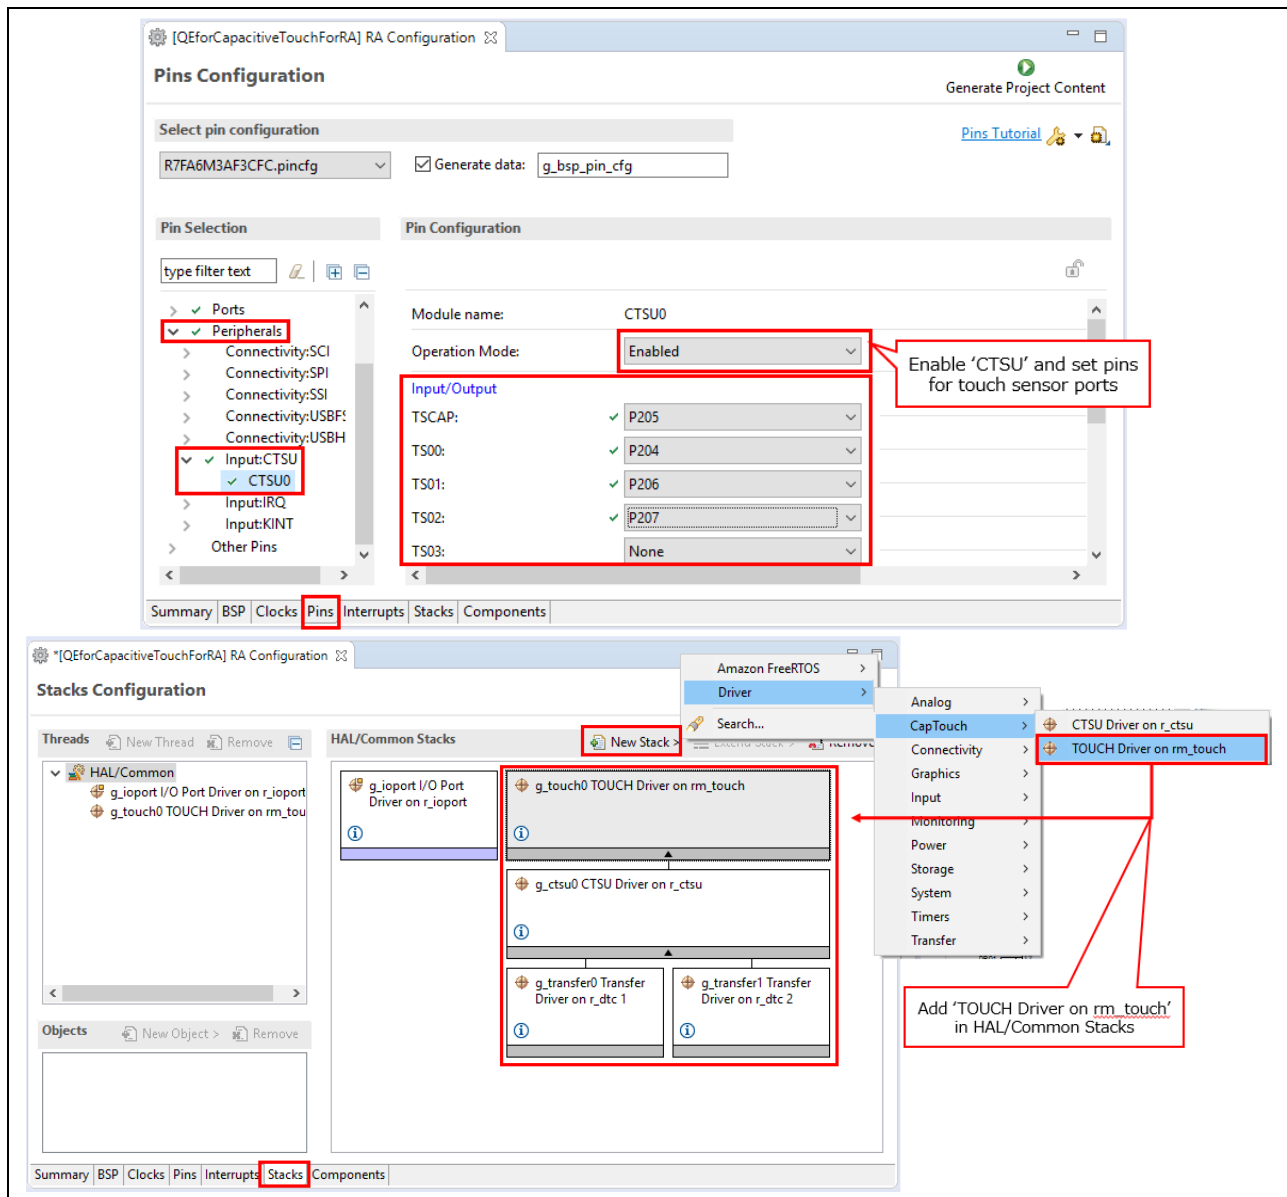 [QEforCapacitiveTouchForRA] RA Configuration
Pins Configuration
Generate Project Content
Select pin configuration
Pins Tutorial
R7FA6M3AF3CFC.pincfg
Generate data:
g_bsp_pin_cfg
Pin Selection
Pin Configuration
type filter text
Ports
Peripherals
Connectivity:SCI
Connectivity:SPI
Connectivity:SSI
Connectivity:USBFS
Connectivity:USBH
Input:CTSU
CTSU0
Input:IRQ
Input:KINT
Other Pins
Module name: CTSU0
Operation Mode: Enabled
Input/Output
TSCAP: P205
TS00: P204
TS01: P206
TS02: P207
TS03: None
Enable ‘CTSU’ and set pins
for touch sensor ports
Summary BSP Clocks Pins Interrupts Stacks Components
*[QEforCapacitiveTouchForRA] RA Configuration
Stacks Configuration
Threads New Thread Remove
HAL/Common
g_ioport I/O Port Driver on r_ioport
g_touch0 TOUCH Driver on rm_tou
Objects New Object > Remove
HAL/Common Stacks
New Stack > Extend Stack > Remove
g_ioport I/O Port
Driver on r_ioport
g_touch0 TOUCH Driver on rm_touch
g_ctsu0 CTSU Driver on r_ctsu
g_transfer0 Transfer
Driver on r_dtc 1
g_transfer1 Transfer
Driver on r_dtc 2
Amazon FreeRTOS
Driver
Search...
Analog
CapTouch
Connectivity
Graphics
Input
Monitoring
Power
Storage
System
Timers
Transfer
CTSU Driver on r_ctsu
TOUCH Driver on rm_touch
Add ‘TOUCH Driver on rm_touch’
in HAL/Common Stacks
Summary BSP Clocks Pins Interrupts Stacks Components